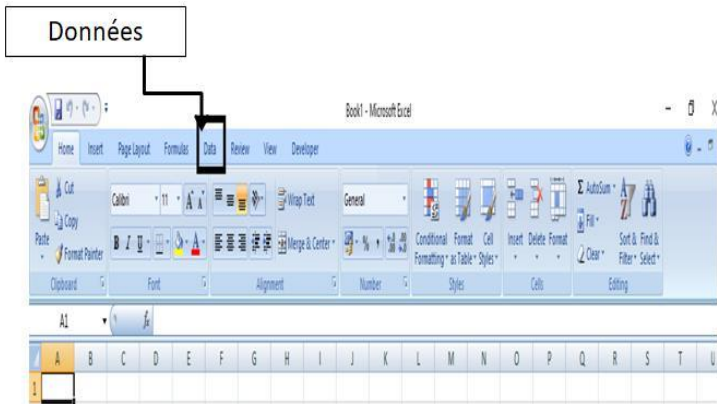 Données
Book1 - Microsoft Excel
Home Insert Page Layout Formulas Data Review View Developer
Cut Calibri 11 A A Wrap Text General Σ AutoSum
Copy Fill
Paste Format Painter B I U A Merge & Center % , Conditional Formatting Format as Table Cell Styles Insert Delete Format Clear Sort & Filter Find & Select
Clipboard Font Alignment Number Styles Cells Editing
A1 fx
A B C D E F G H I J K L M N O P Q R S T U
1